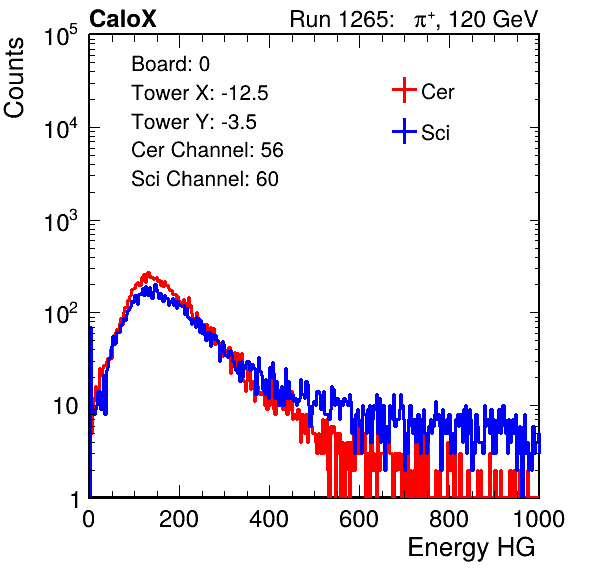 CaloX Run 1265: π⁺, 120 GeV
Counts
Board: 0
Tower X: -12.5
Tower Y: -3.5
Cer Channel: 56
Sci Channel: 60
Cer
Sci
10⁵
10⁴
10³
10²
10
1
0 200 400 600 800 1000
Energy HG